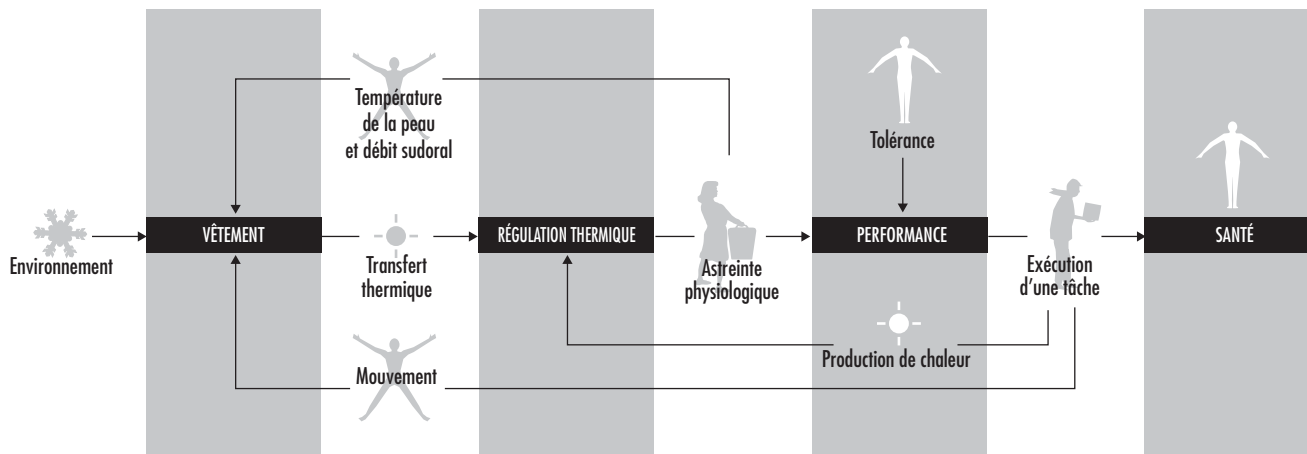 Température
de la peau
et débit sudoral
Tolérance
Environnement
VÊTEMENT
Transfert
thermique
RÉGULATION THERMIQUE
Astreinte
physiologique
PERFORMANCE
Exécution
d'une tâche
SANTÉ
Production de chaleur
Mouvement